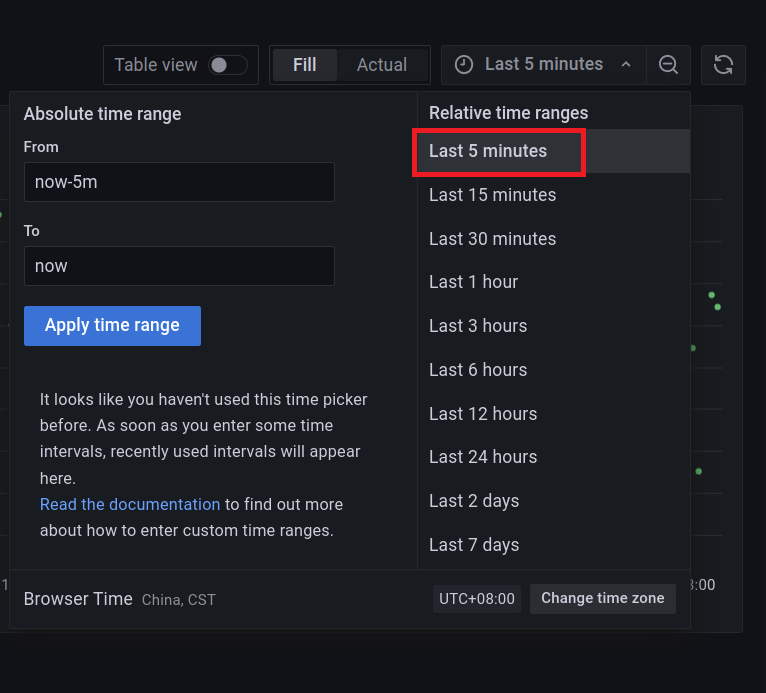 Table view
Fill
Actual
Last 5 minutes
Absolute time range
From
now-5m
To
now
Apply time range
It looks like you haven't used this time picker
before. As soon as you enter some time
intervals, recently used intervals will appear
here.
Read the documentation to find out more
about how to enter custom time ranges.
Relative time ranges
Last 5 minutes
Last 15 minutes
Last 30 minutes
Last 1 hour
Last 3 hours
Last 6 hours
Last 12 hours
Last 24 hours
Last 2 days
Last 7 days
Browser Time China, CST
UTC+08:00
Change time zone